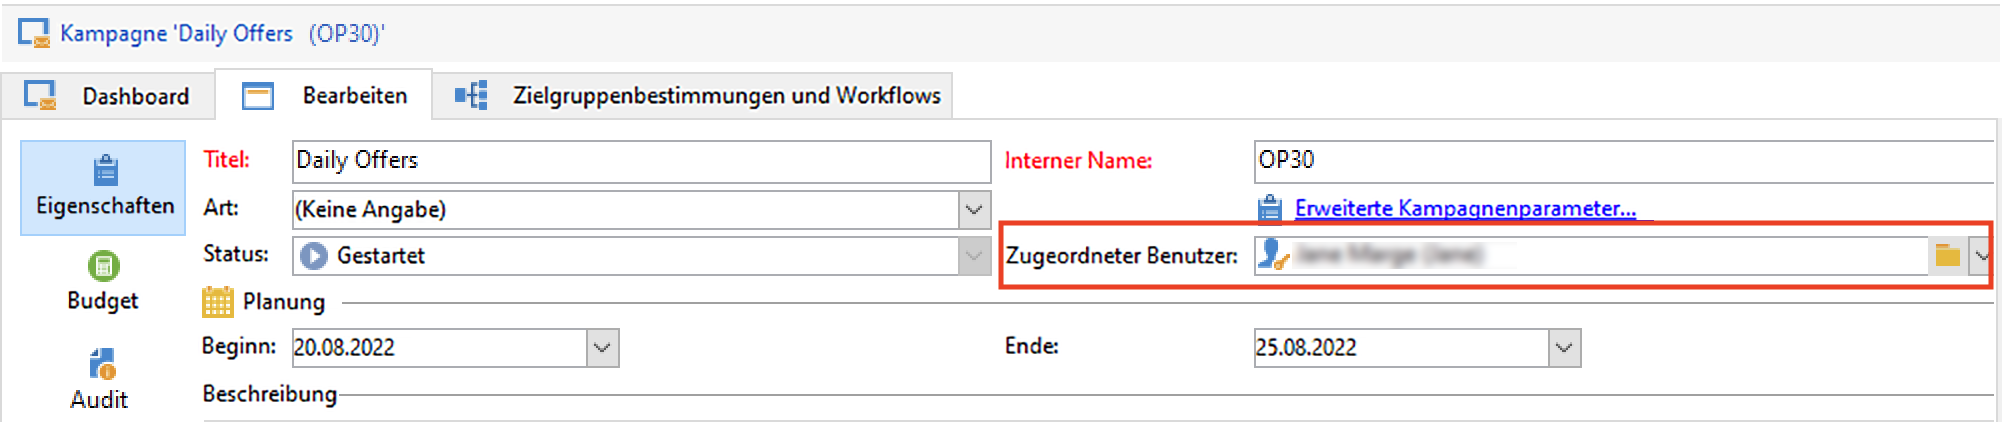 Kampagne 'Daily Offers (OP30)'
Dashboard Bearbeiten Zielgruppenbestimmungen und Workflows
Titel: Daily Offers Interner Name: OP30
Eigenschaften Art: (Keine Angabe) Erweiterte Kampagnenparameter...
Status: Gestartet Zugeordneter Benutzer:
Budget Planung
Beginn: 20.08.2022 Ende: 25.08.2022
Audit Beschreibung